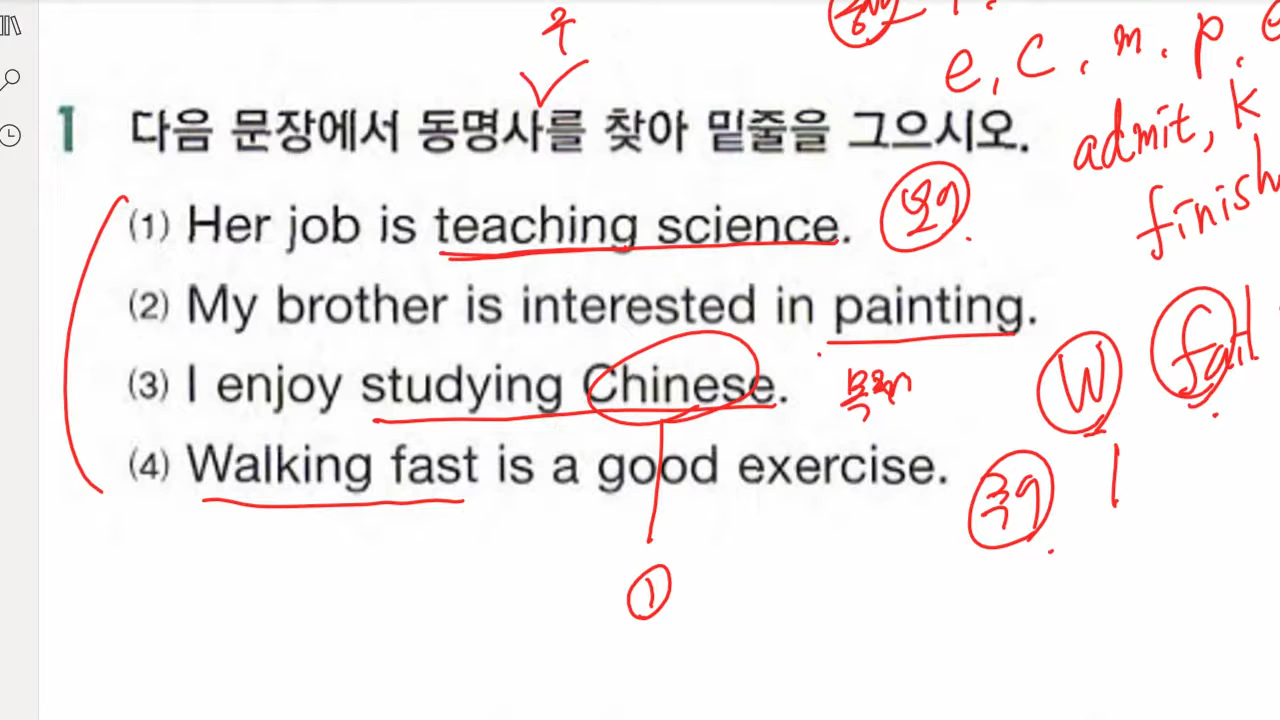 e, c, m, p,
1 다음 문장에서 동명사를 찾아 밑줄을 그으시오.
admit, k
(1) Her job is teaching science. 보어
finish
(2) My brother is interested in painting.
W fail
(3) I enjoy studying Chinese.
(4) Walking fast is a good exercise. 주어
①